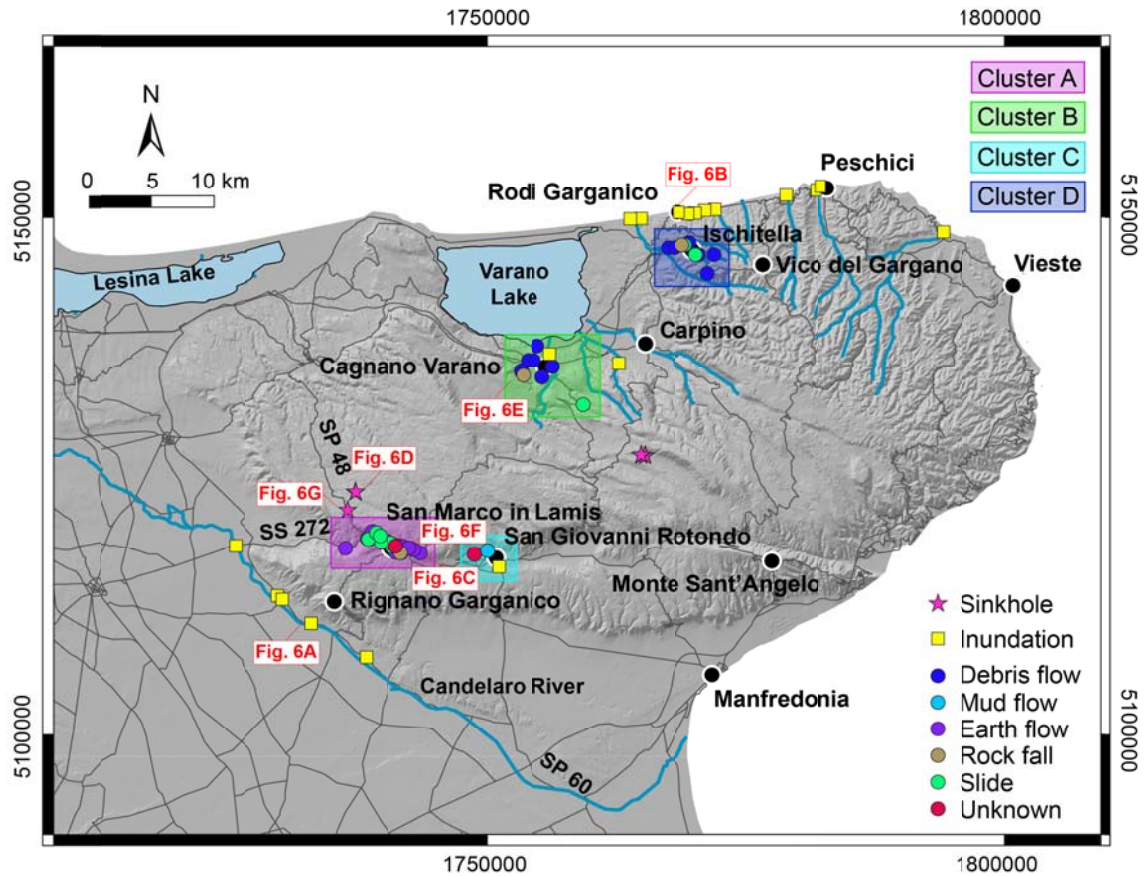 1750000
1800000
Cluster A
Cluster B
Cluster C
Cluster D
N
0 5 10 km
5150000
5150000
Peschici
Fig. 6B
Rodi Garganico
Ischitella
Vico del Gargano
Vieste
Lesina Lake
Varano
Lake
Carpino
Cagnano Varano
Fig. 6E
SP 48
Fig. 6D
Fig. 6G
San Marco in Lamis
SS 272
Fig. 6F
San Giovanni Rotondo
Fig. 6C
Monte Sant'Angelo
Rignano Garganico
Fig. 6A
Candelaro River
Manfredonia
SP 60
Sinkhole
Inundation
Debris flow
Mud flow
Earth flow
Rock fall
Slide
Unknown
5100000
5100000
1750000
1800000